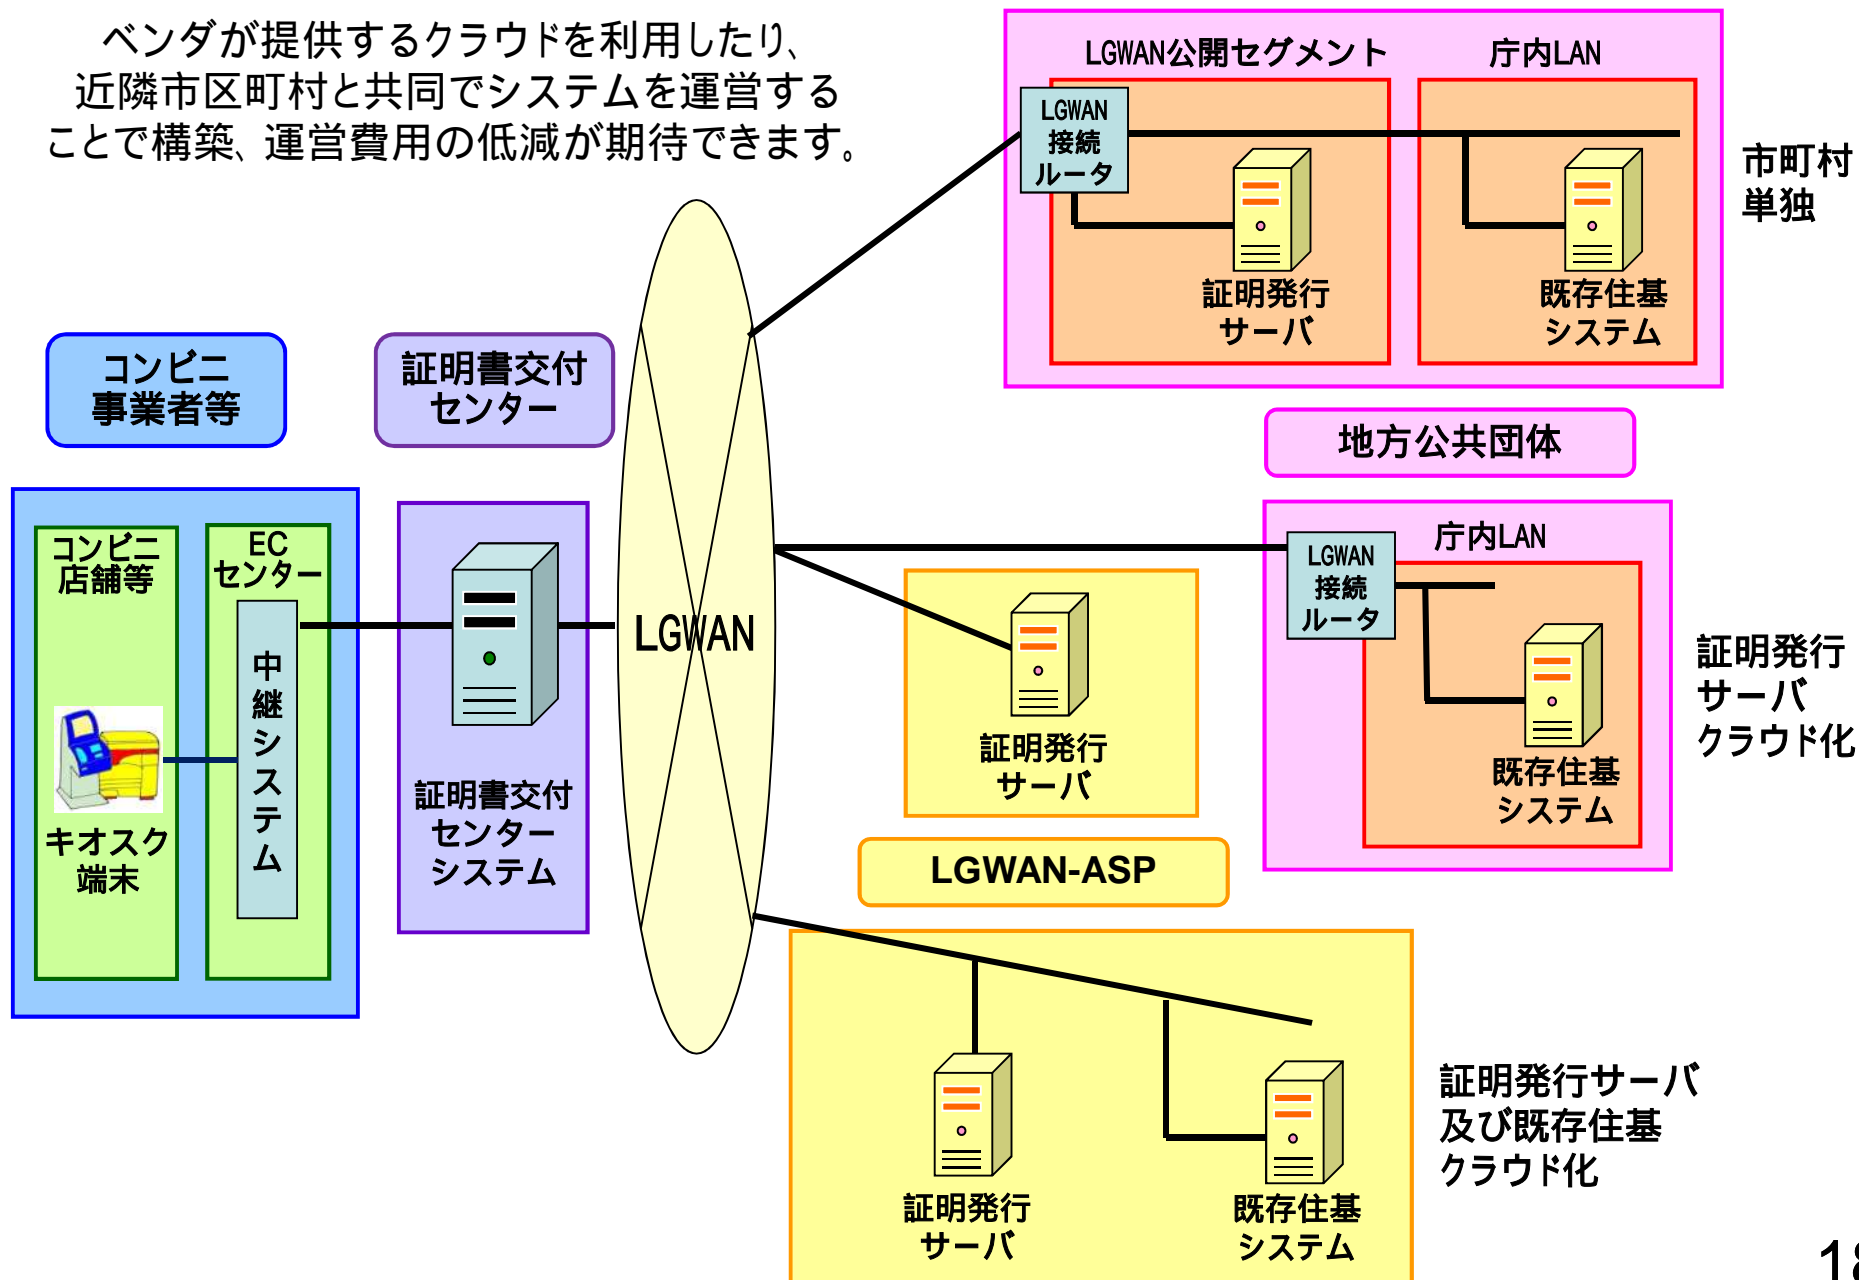 ベンダが提供するクラウドを利用したり、
近隣市区町村と共同でシステムを運営する
ことで構築、運営費用の低減が期待できます。
LGWAN公開セグメント
庁内LAN
LGWAN
接続
ルータ
証明発行
サーバ
既存住基
システム
市町村
単独
コンビニ
事業者等
証明書交付
センター
地方公共団体
コンビニ
店舗等
EC
センター
中継システム
キオスク
端末
証明書交付
センター
システム
LGWAN
証明発行
サーバ
LGWAN
接続
ルータ
庁内LAN
既存住基
システム
証明発行
サーバ
クラウド化
LGWAN-ASP
証明発行
サーバ
既存住基
システム
証明発行サーバ
及び既存住基
クラウド化
18